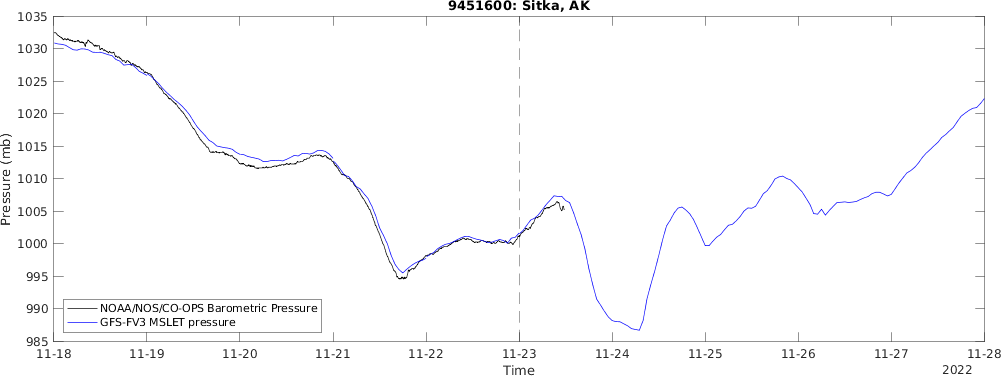 9451600: Sitka, AK
1035
1030
1025
1020
1015
1010
1005
1000
995
990
985
Pressure (mb)
NOAA/NOS/CO-OPS Barometric Pressure
GFS-FV3 MSLET pressure
11-18 11-19 11-20 11-21 11-22 11-23 11-24 11-25 11-26 11-27 11-28
Time
2022